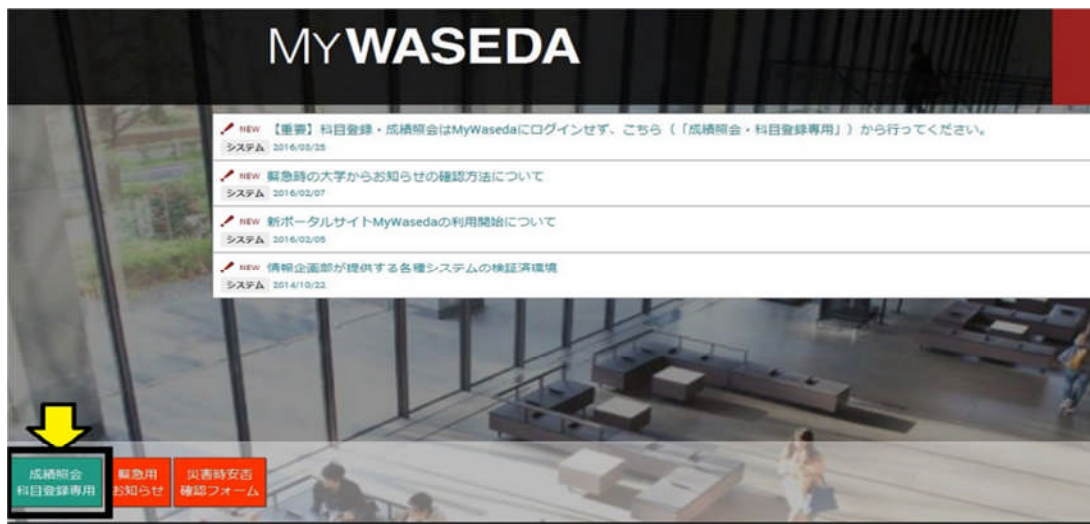 MYWASEDA
NEW 【重要】科目登録・成績照会はMyWasedaにログインせず、こちら（「成績照会・科目登録専用」）から行ってください。
システム 2016/03/25
NEW 緊急時の大学からお知らせの確認方法について
システム 2016/02/07
NEW 新ポータルサイトMyWasedaの利用開始について
システム 2016/02/05
NEW 情報企画部が提供する各種システムの検証済環境
システム 2014/10/22
成績照会
科目登録専用
緊急用
お知らせ
災害時安否
確認フォーム